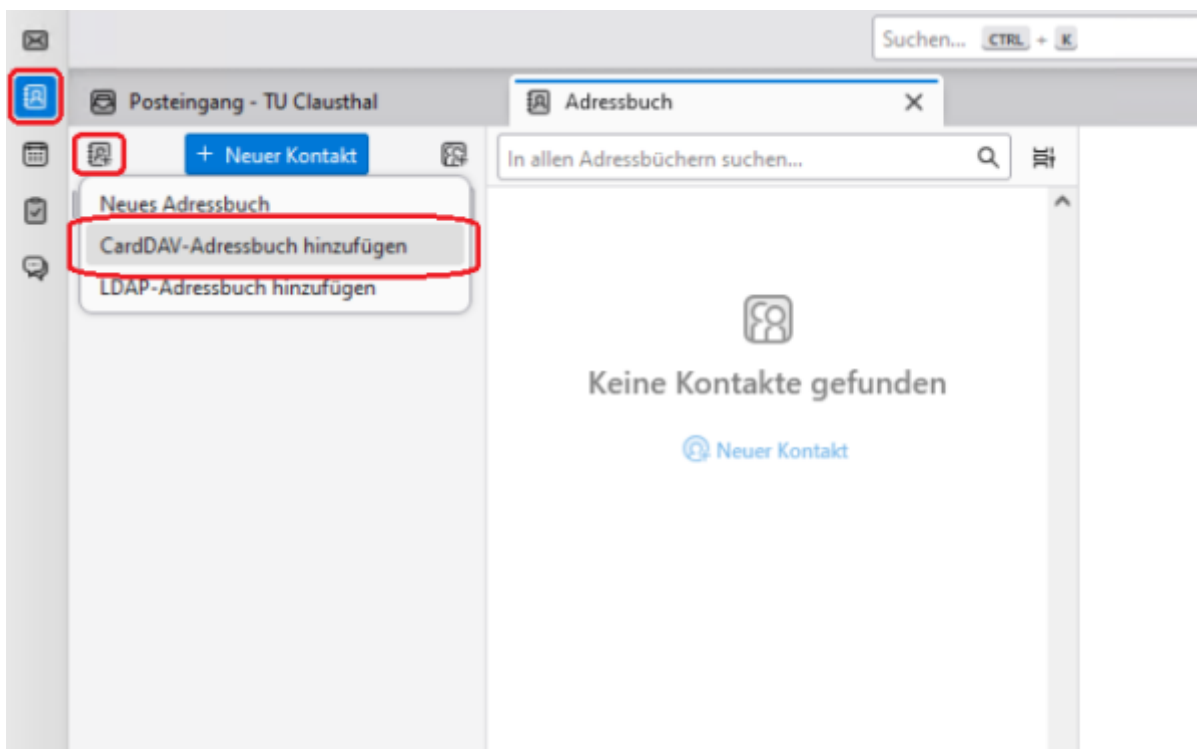 Suchen... CTRL + K
Posteingang - TU Clausthal
Adressbuch
+ Neuer Kontakt
In allen Adressbüchern suchen...
Neues Adressbuch
CardDAV-Adressbuch hinzufügen
LDAP-Adressbuch hinzufügen
Keine Kontakte gefunden
Neuer Kontakt